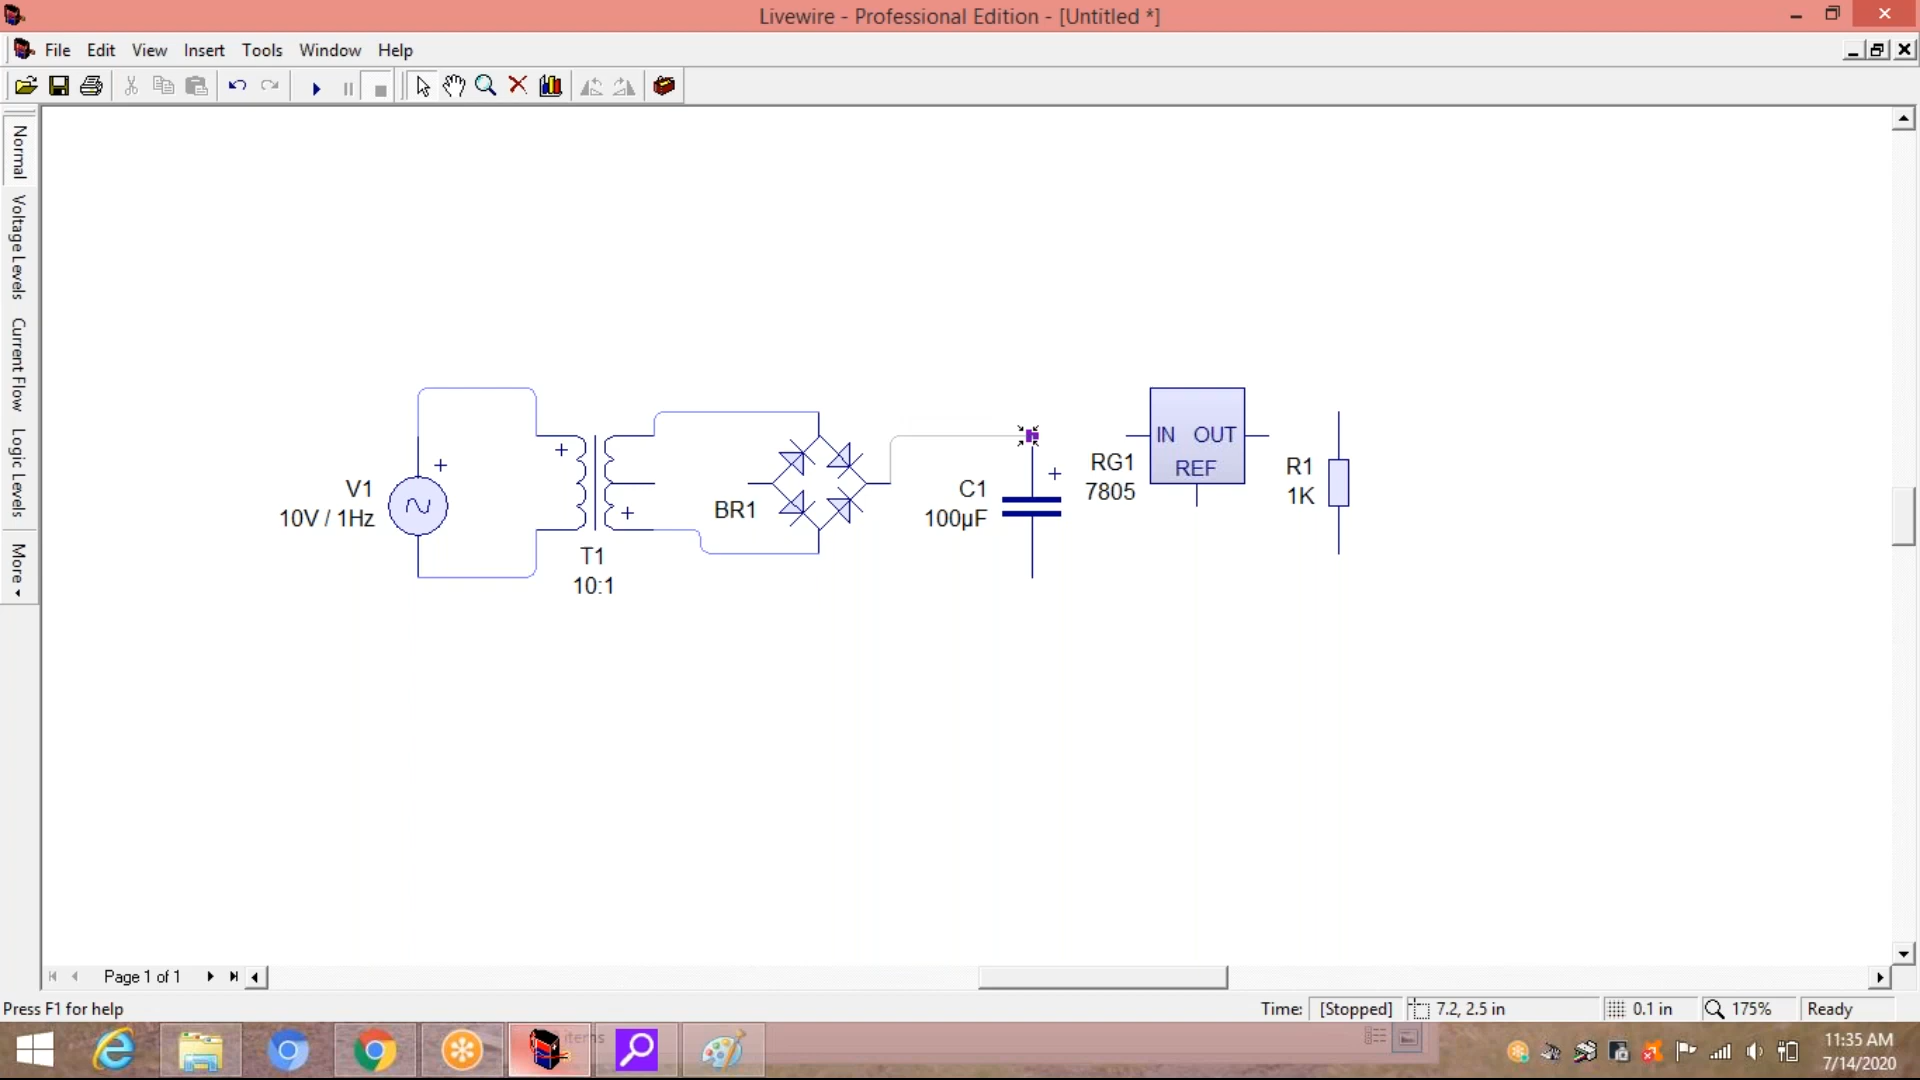 Livewire - Professional Edition - [Untitled *]
File Edit View Insert Tools Window Help
Normal
Voltage Levels
Current Flow
Logic Levels
More
V1
10V / 1Hz
+
+
+
T1
10:1
BR1
C1
100µF
+
RG1
7805
IN OUT
REF
R1
1K
Page 1 of 1
Press F1 for help
Time: [Stopped] 7.2, 2.5 in 0.1 in 175% Ready
items
11:35 AM
7/14/2020